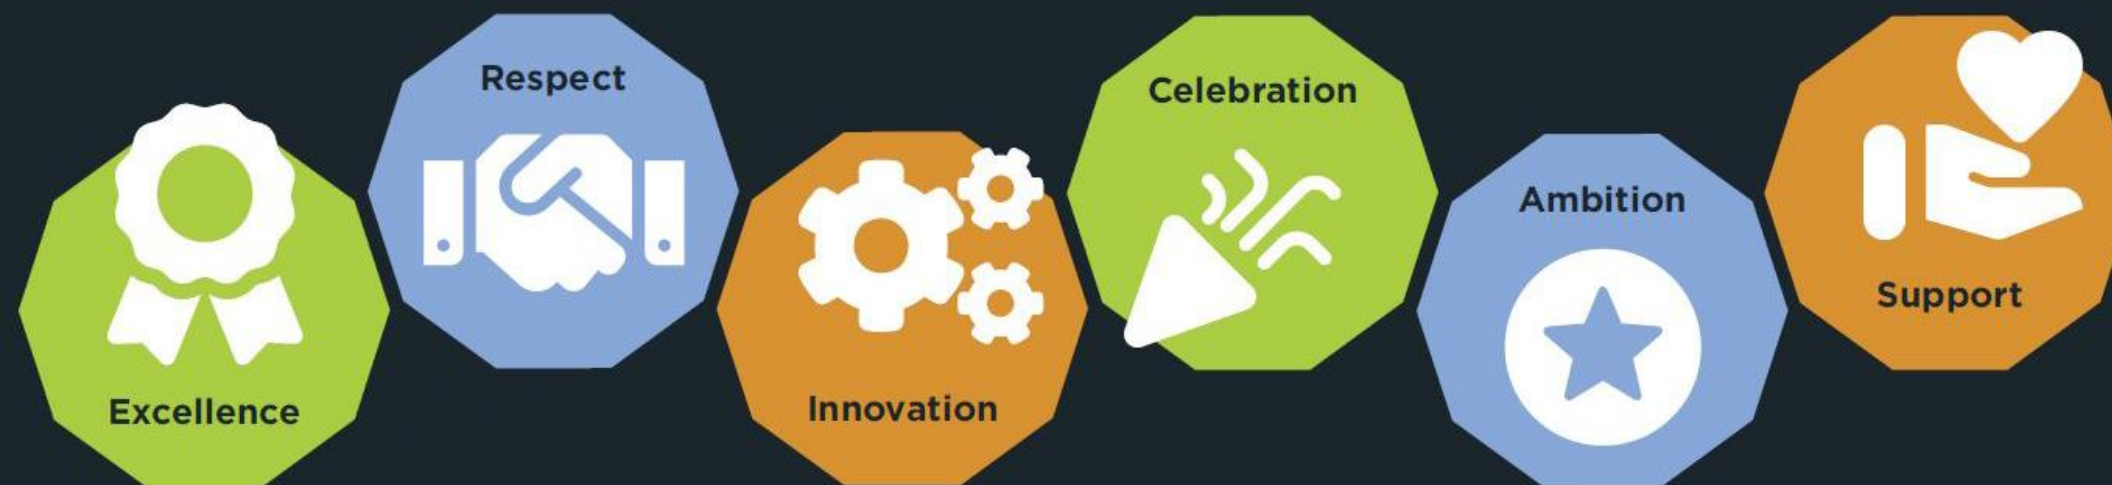 Excellence
Respect
Innovation
Celebration
Ambition
Support